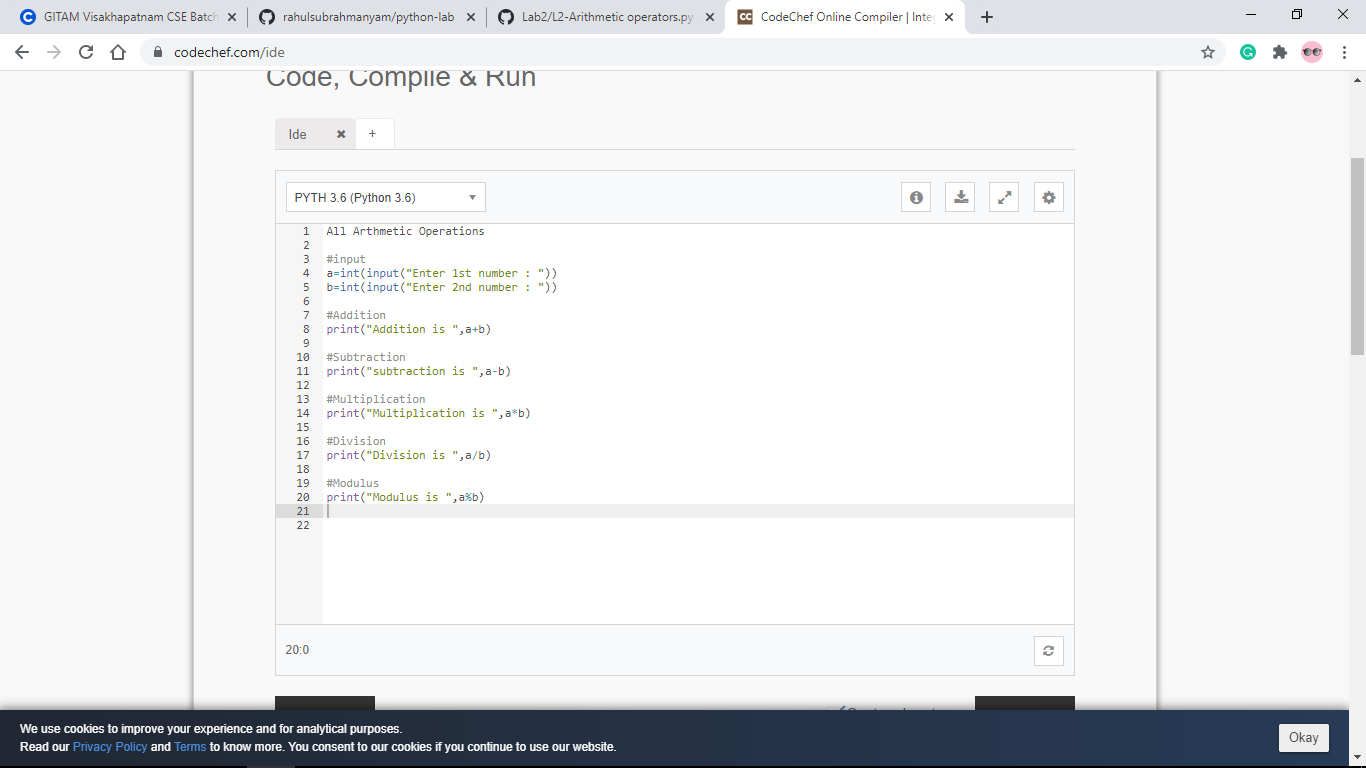 GITAM Visakhapatnam CSE Batch
rahulsubrahmanyam/python-lab
Lab2/L2-Arithmetic operators.py
CodeChef Online Compiler | Inte
codechef.com/ide
Code, Compile & Run
Ide
+
PYTH 3.6 (Python 3.6)
1 All Arthmetic Operations
2
3 #input
4 a=int(input("Enter 1st number : "))
5 b=int(input("Enter 2nd number : "))
6
7 #Addition
8 print("Addition is ",a+b)
9
10 #Subtraction
11 print("subtraction is ",a-b)
12
13 #Multiplication
14 print("Multiplication is ",a*b)
15
16 #Division
17 print("Division is ",a/b)
18
19 #Modulus
20 print("Modulus is ",a%b)
21
22
20:0
We use cookies to improve your experience and for analytical purposes.
Read our Privacy Policy and Terms to know more. You consent to our cookies if you continue to use our website.
Okay